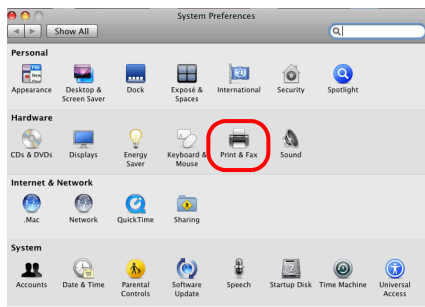 System Preferences
Show All
Personal
Appearance
Desktop &
Screen Saver
Dock
Exposé &
Spaces
International
Security
Spotlight
Hardware
CDs & DVDs
Displays
Energy
Saver
Keyboard &
Mouse
Print & Fax
Sound
Internet & Network
.Mac
Network
QuickTime
Sharing
System
Accounts
Date & Time
Parental
Controls
Software
Update
Speech
Startup Disk
Time Machine
Universal
Access